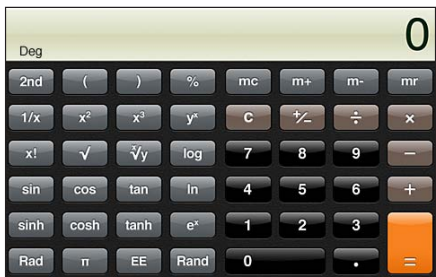 0
Deg
2nd ( ) % mc m+ m- mr
1/x x² x³ yˣ C +/− ÷ ×
x! √ ˣ√y log 7 8 9 −
sin cos tan ln 4 5 6 +
sinh cosh tanh eˣ 1 2 3 =
Rad π EE Rand 0 .